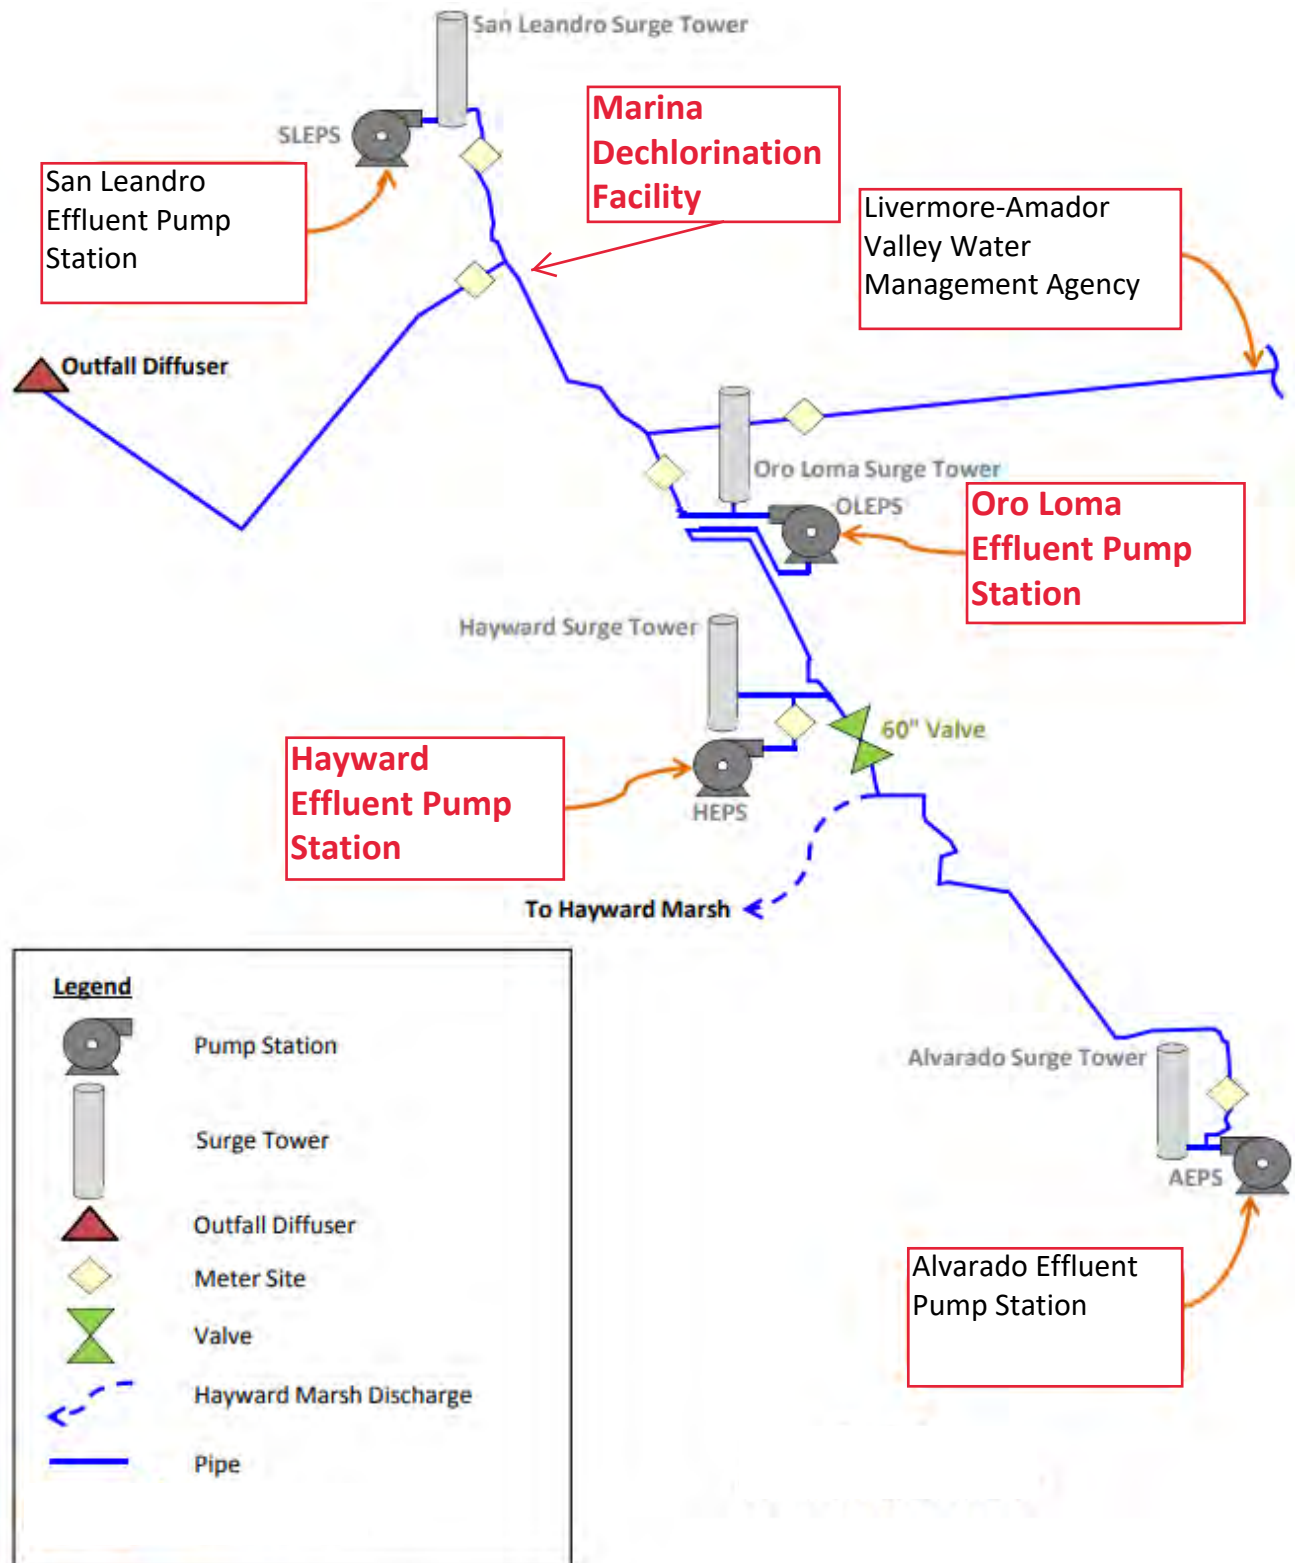 San Leandro Surge Tower
SLEPS
Marina
Dechlorination
Facility
San Leandro
Effluent Pump
Station
Livermore-Amador
Valley Water
Management Agency
Outfall Diffuser
Oro Loma Surge Tower
OLEPS
Oro Loma
Effluent Pump
Station
Hayward Surge Tower
60" Valve
Hayward
Effluent Pump
Station
HEPS
To Hayward Marsh
Legend
Pump Station
Surge Tower
Outfall Diffuser
Meter Site
Valve
Hayward Marsh Discharge
Pipe
Alvarado Surge Tower
AEPS
Alvarado Effluent
Pump Station